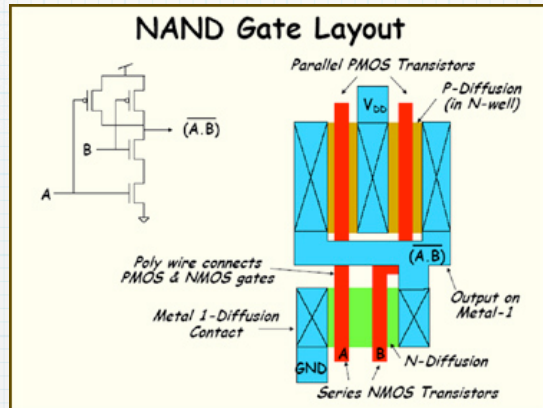 NAND Gate Layout
Parallel PMOS Transistors
P-Diffusion
(in N-well)
VDD
(A.B)
B
A
(A.B)
Poly wire connects
PMOS & NMOS gates
Metal 1-Diffusion
Contact
Output on
Metal-1
A
B
GND
N-Diffusion
Series NMOS Transistors